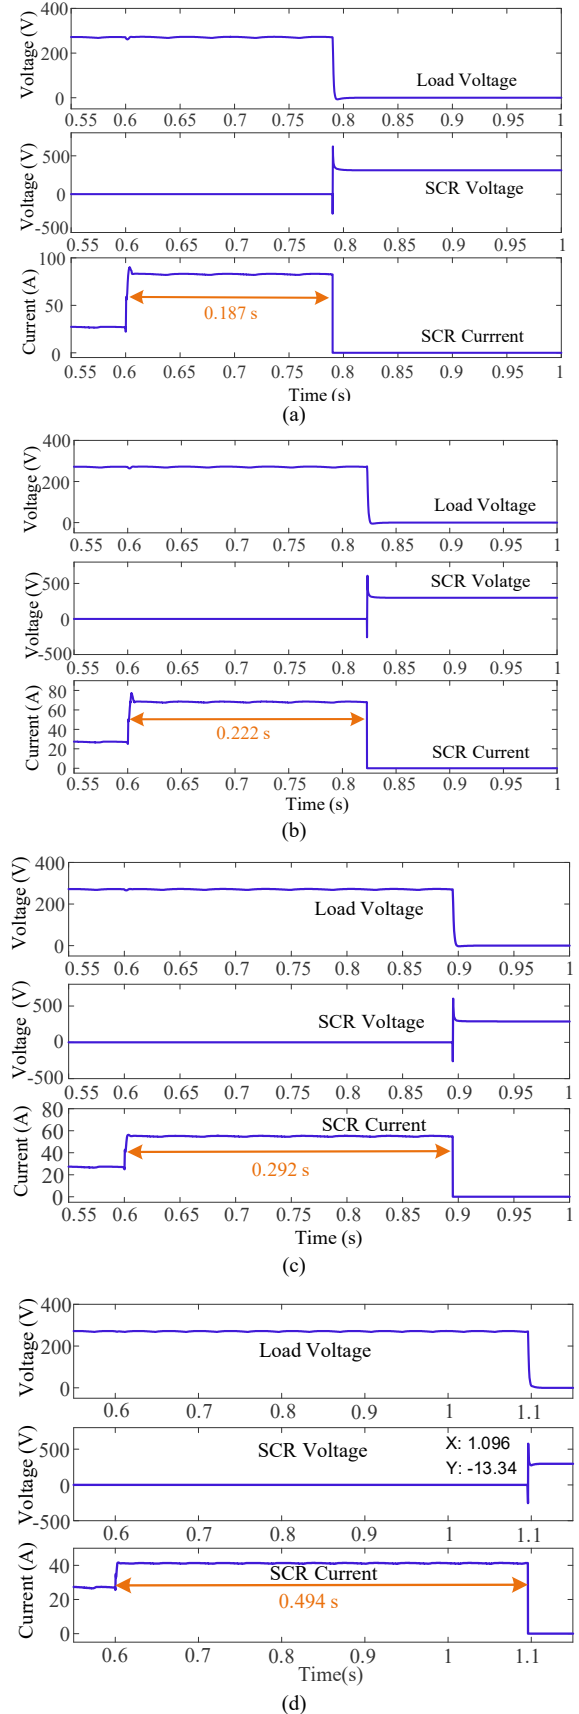 Voltage (V)
400
200
0
Load Voltage
0.55 0.6 0.65 0.7 0.75 0.8 0.85 0.9 0.95 1
Voltage (V)
500
0
-500
SCR Voltage
0.55 0.6 0.65 0.7 0.75 0.8 0.85 0.9 0.95 1
Current (A)
100
50
0
0.187 s
SCR Currrent
0.55 0.6 0.65 0.7 0.75 0.8 0.85 0.9 0.95 1
Time (s)
(a)
Voltage (V)
400
200
0
Load Voltage
0.55 0.6 0.65 0.7 0.75 0.8 0.85 0.9 0.95 1
Voltage (V)
500
0
-500
SCR Volatge
0.55 0.6 0.65 0.7 0.75 0.8 0.85 0.9 0.95 1
Current (A)
80
60
40
20
0
0.222 s
SCR Current
0.55 0.6 0.65 0.7 0.75 0.8 0.85 0.9 0.95 1
Time (s)
(b)
Voltage (V)
400
200
0
Load Voltage
0.55 0.6 0.65 0.7 0.75 0.8 0.85 0.9 0.95 1
Voltage (V)
500
0
-500
SCR Voltage
0.55 0.6 0.65 0.7 0.75 0.8 0.85 0.9 0.95 1
Current (A)
80
60
40
20
0
SCR Current
0.292 s
0.55 0.6 0.65 0.7 0.75 0.8 0.85 0.9 0.95 1
Time (s)
(c)
Voltage (V)
400
200
0
Load Voltage
0.6 0.7 0.8 0.9 1 1.1
Voltage (V)
500
0
-500
SCR Voltage
X: 1.096
Y: -13.34
0.6 0.7 0.8 0.9 1 1.1
Current (A)
40
20
0
SCR Current
0.494 s
0.6 0.7 0.8 0.9 1 1.1
Time(s)
(d)